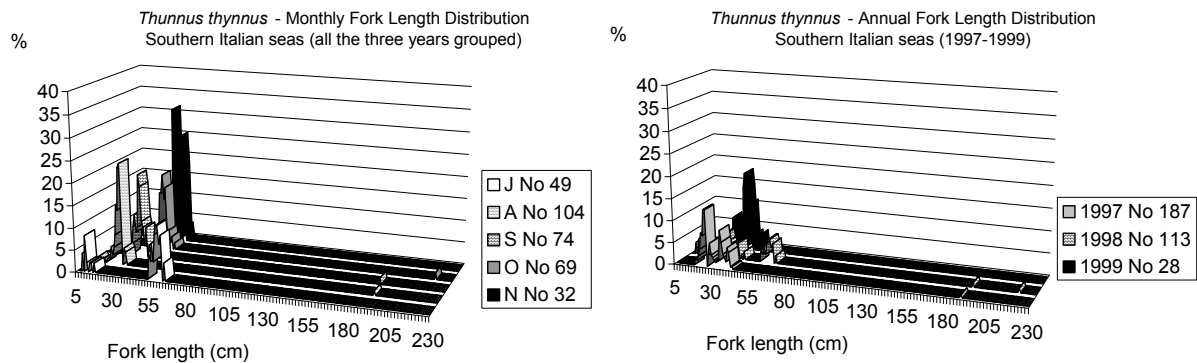 Thunnus thynnus - Monthly Fork Length Distribution
Southern Italian seas (all the three years grouped)
%
40
35
30
25
20
15
10
5
0
5 30 55 80 105 130 155 180 205 230
Fork length (cm)
J No 49
A No 104
S No 74
O No 69
N No 32
Thunnus thynnus - Annual Fork Length Distribution
Southern Italian seas (1997-1999)
%
40
35
30
25
20
15
10
5
0
5 30 55 80 105 130 155 180 205 230
Fork length (cm)
1997 No 187
1998 No 113
1999 No 28